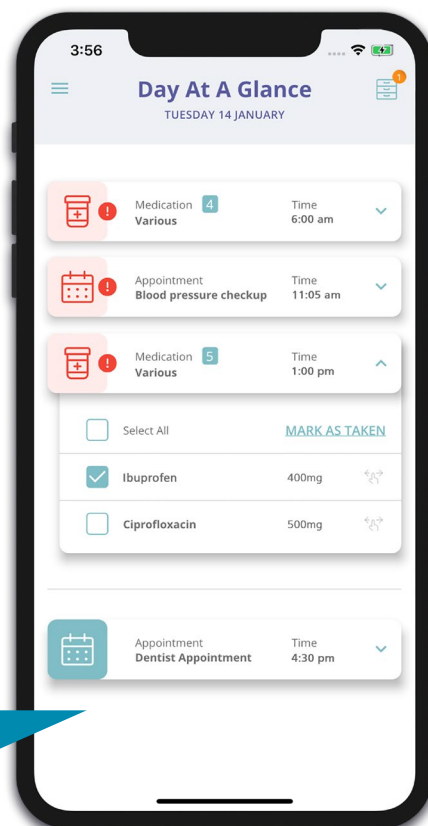 3:56
1
Day At A Glance
TUESDAY 14 JANUARY
Medication 4 Time
Various 6:00 am
Appointment Time
Blood pressure checkup 11:05 am
Medication 5 Time
Various 1:00 pm
Select All MARK AS TAKEN
Ibuprofen 400mg
Ciprofloxacin 500mg
Appointment Time
Dentist Appointment 4:30 pm